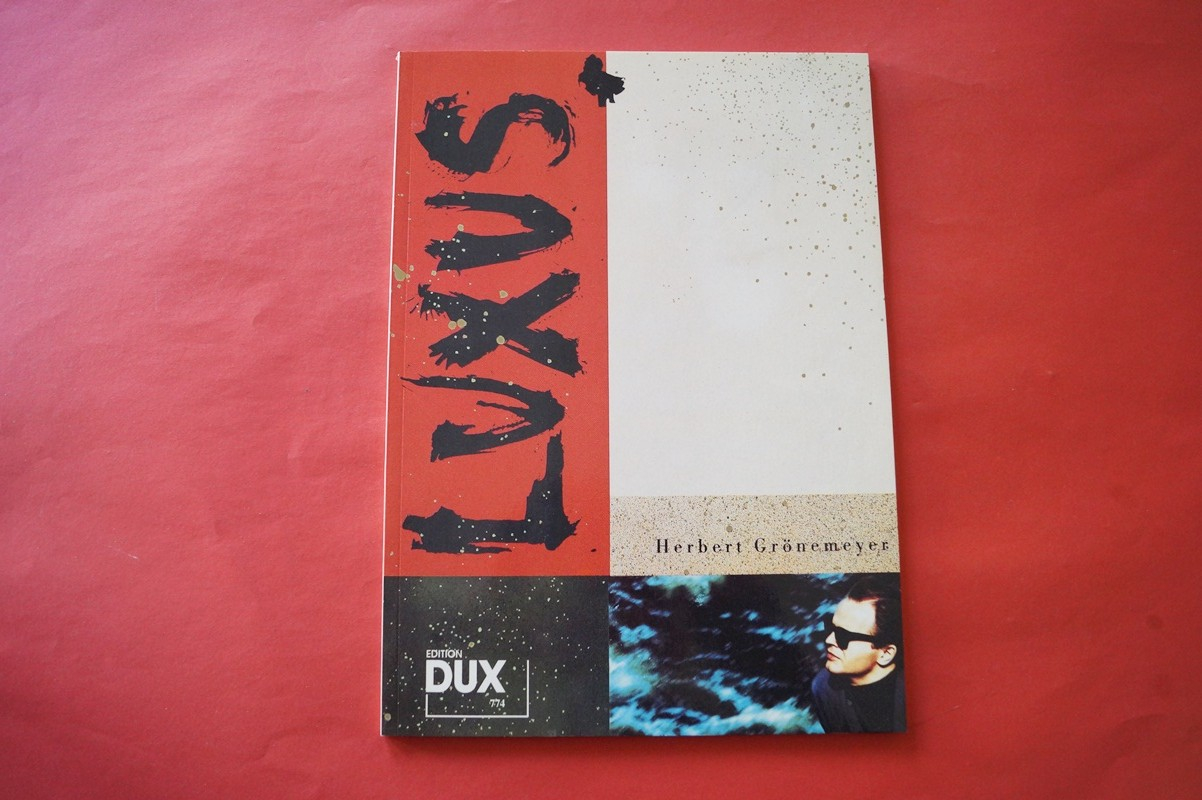 LUXUS
Herbert Grönemeyer
EDITION
DUX
774